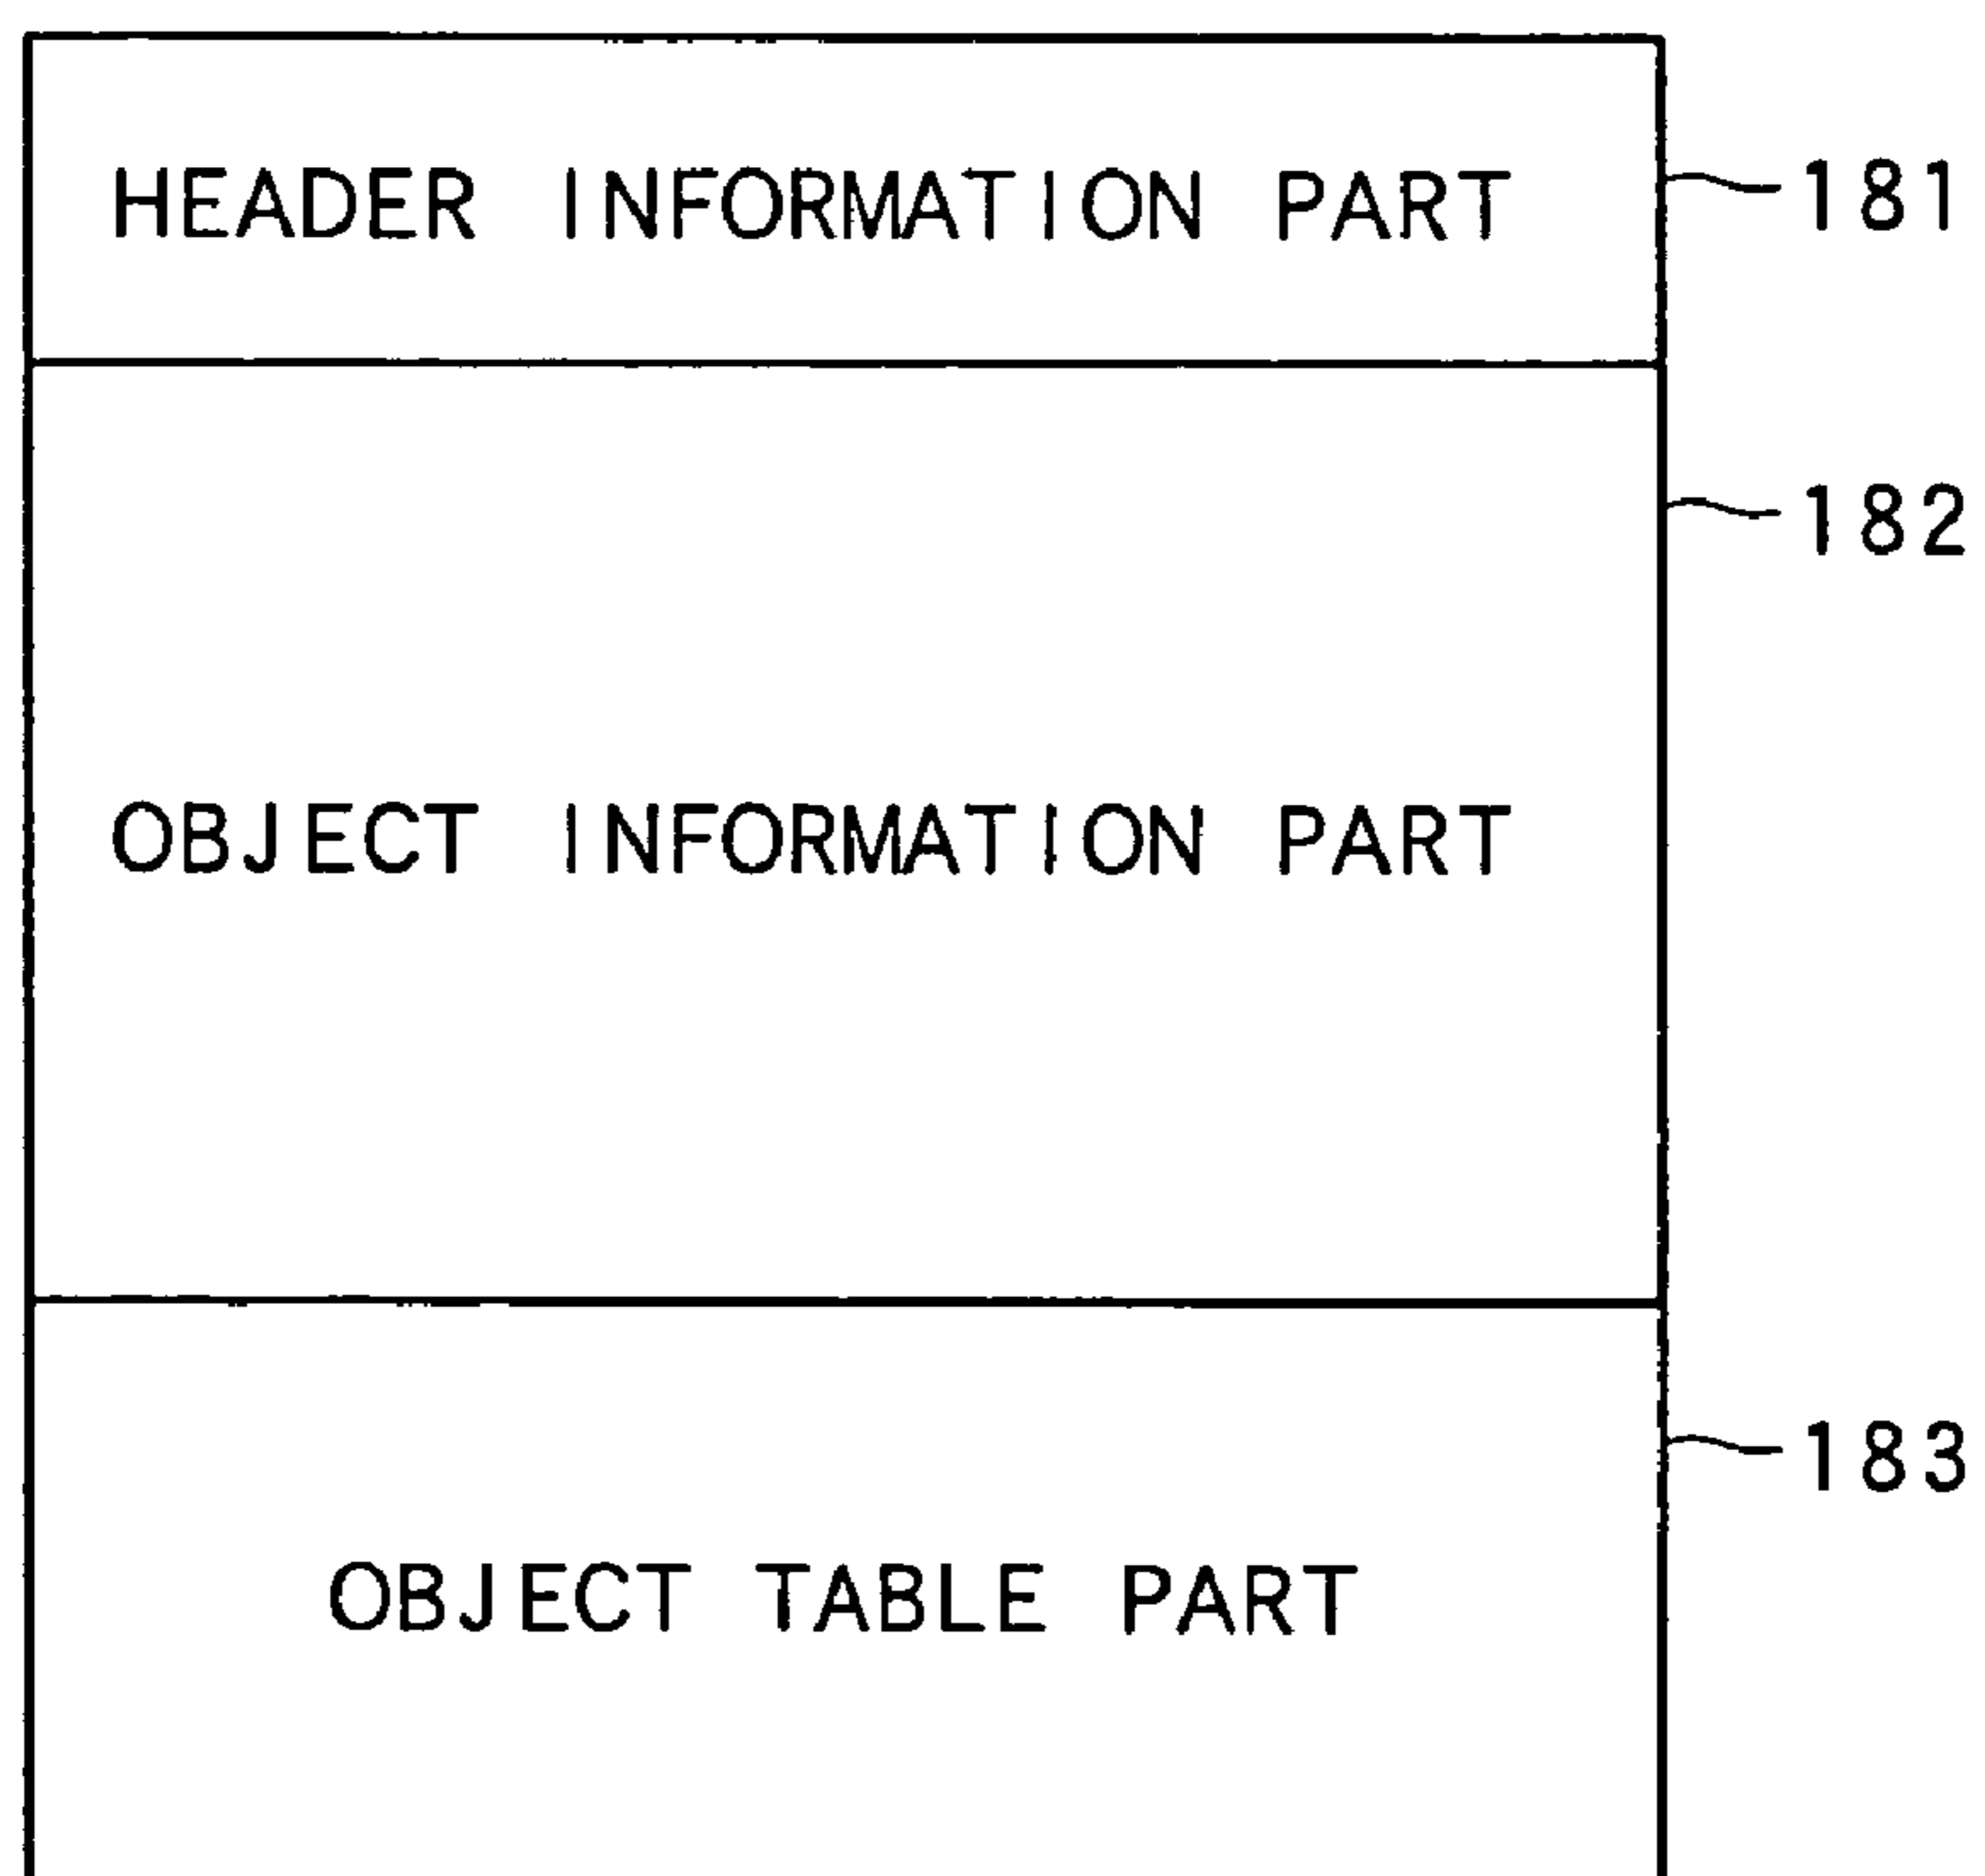 HEADER INFORMATION PART 181
182
OBJECT INFORMATION PART
183
OBJECT TABLE PART